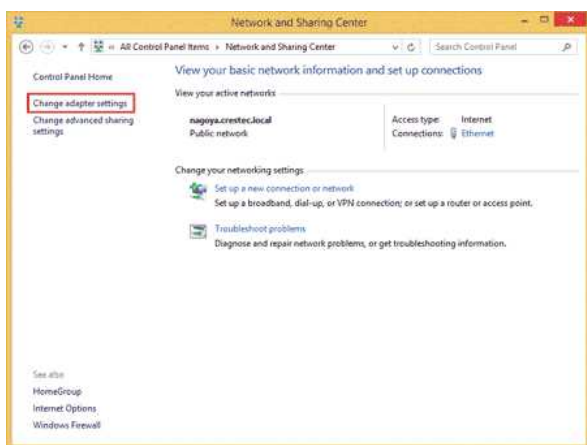 Network and Sharing Center
All Control Panel Items
Network and Sharing Center
Search Control Panel
Control Panel Home
Change adapter settings
Change advanced sharing
settings
View your basic network information and set up connections
View your active networks
nagoya.crestec.local
Public network
Access type: Internet
Connections: Ethernet
Change your networking settings
Set up a new connection or network
Set up a broadband, dial-up, or VPN connection; or set up a router or access point.
Troubleshoot problems
Diagnose and repair network problems, or get troubleshooting information.
See also
HomeGroup
Internet Options
Windows Firewall